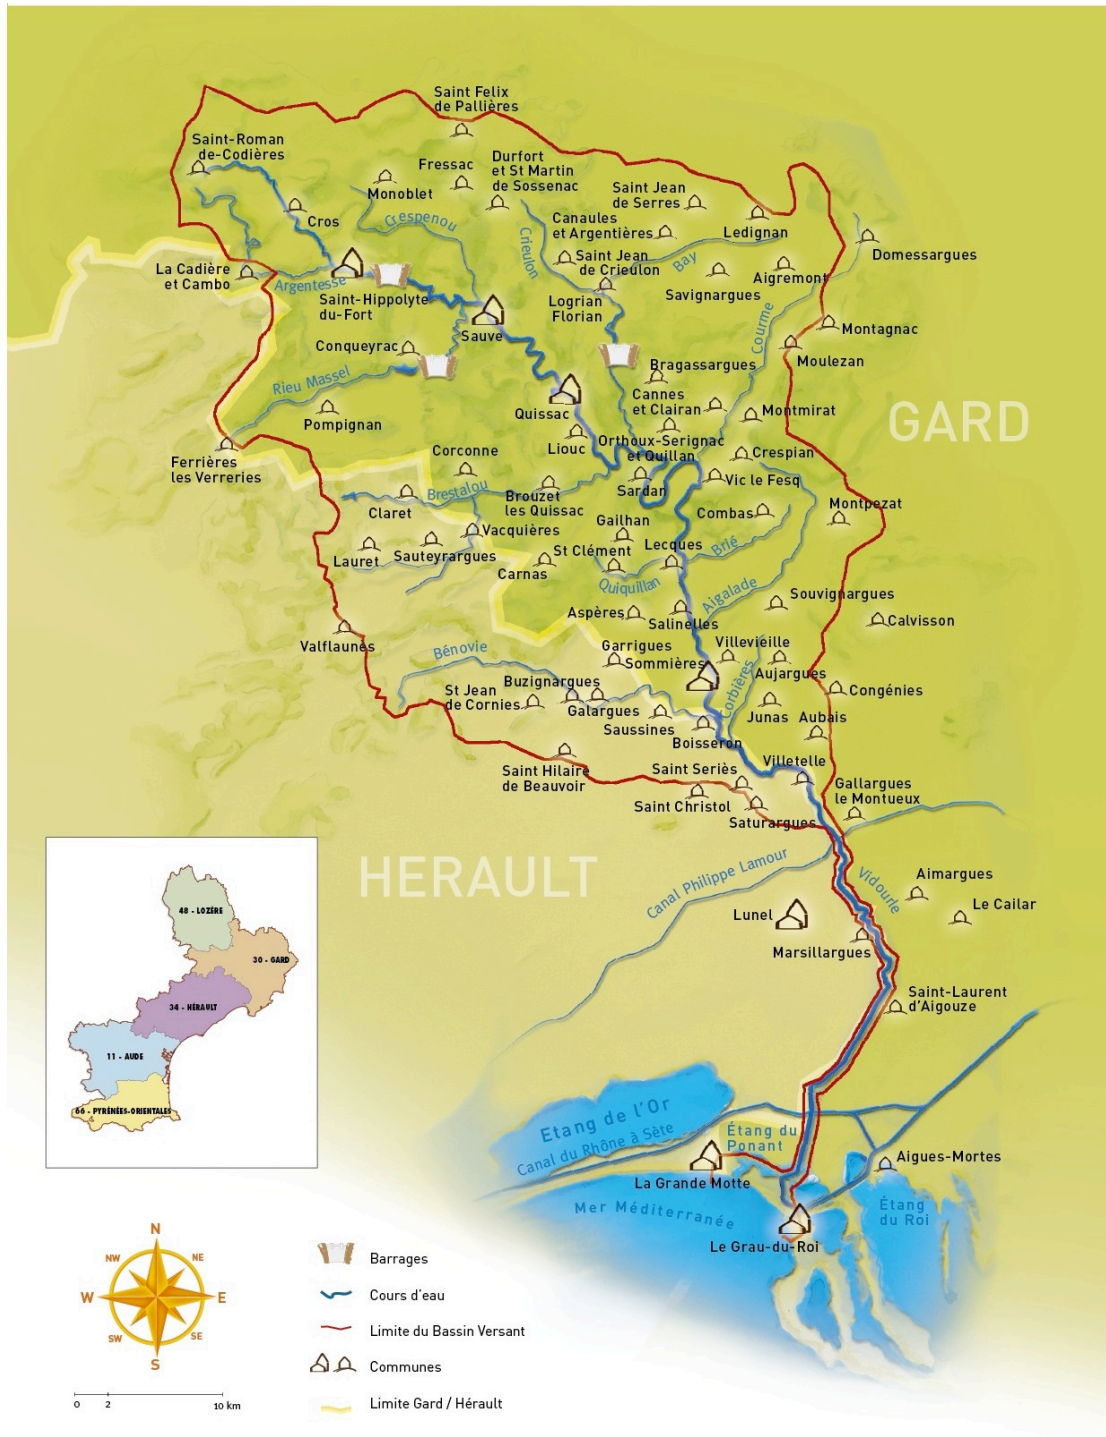 Saint Felix
de Pallières
Saint-Roman
de-Codières
Fressac
Durfort
et St Martin
de Sossenac
Monoblet
Saint Jean
de Serres
Cros
Crespenou
Crieulon
Canaules
et Argentières
Ledignan
Domessargues
La Cadière
et Cambo
Argentesse
Saint Jean
de Crieulon
Bay
Aigremont
Saint-Hippolyte
du-Fort
Logrian
Florian
Savignargues
Courme
Montagnac
Sauve
Conqueyrac
Moulezan
Bragassargues
Rieu Massel
Cannes
et Clairan
Quissac
Montmirat
GARD
Pompignan
Liouc
Orthoux-Serignac
et Quillan
Crespian
Ferrières
les Verreries
Corconne
Brestalou
Sardan
Vic le Fesq
Claret
Brouzet
les Quissac
Combas
Montpezat
Gailhan
Vacquières
Lecques
Brié
Lauret
Sauteyrargues
St Clément
Carnas
Quiquillan
Aigalade
Souvignargues
Aspères
Salinelles
Calvisson
Valflaunès
Bénovie
Garrigues
Sommières
Villevieille
Aujargues
Corbières
Buzignargues
St Jean
de Cornies
Galargues
Congénies
Junas
Aubais
Saussines
Boisseron
Saint Hilaire
de Beauvoir
Saint Seriès
Villetelle
Gallargues
le Montueux
Saint Christol
Saturargues
HERAULT
Canal Philippe Lamour
Vidourle
Aimargues
Le Cailar
Lunel
Marsillargues
Saint-Laurent
d'Aigouze
48 - LOZÈRE
30 - GARD
34 - HÉRAULT
11 - AUDE
66 - PYRÉNÉES-ORIENTALES
Etang de l'Or
Canal du Rhône à Sète
Étang du
Ponant
La Grande Motte
Aigues-Mortes
Étang
du Roi
Mer Méditerranée
Le Grau-du-Roi
N
NW
NE
W
E
SW
SE
S
0 2 10 km
Barrages
Cours d'eau
Limite du Bassin Versant
Communes
Limite Gard / Hérault